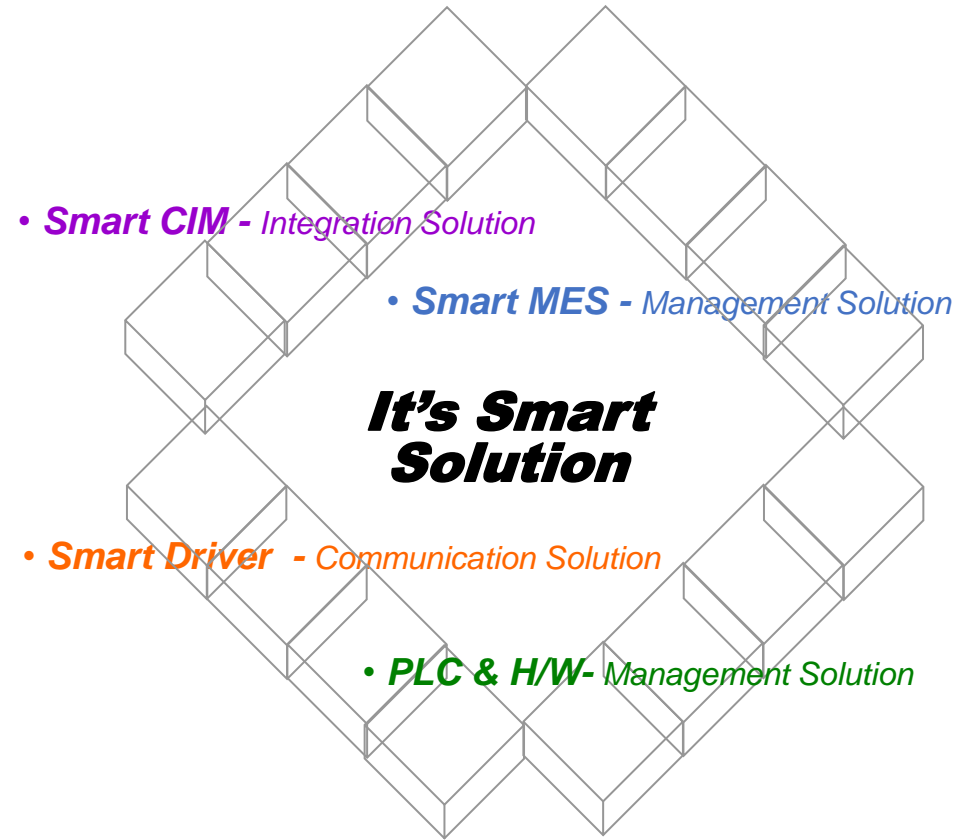 • Smart CIM - Integration Solution
• Smart MES - Management Solution
It’s Smart
Solution
• Smart Driver - Communication Solution
• PLC & H/W- Management Solution